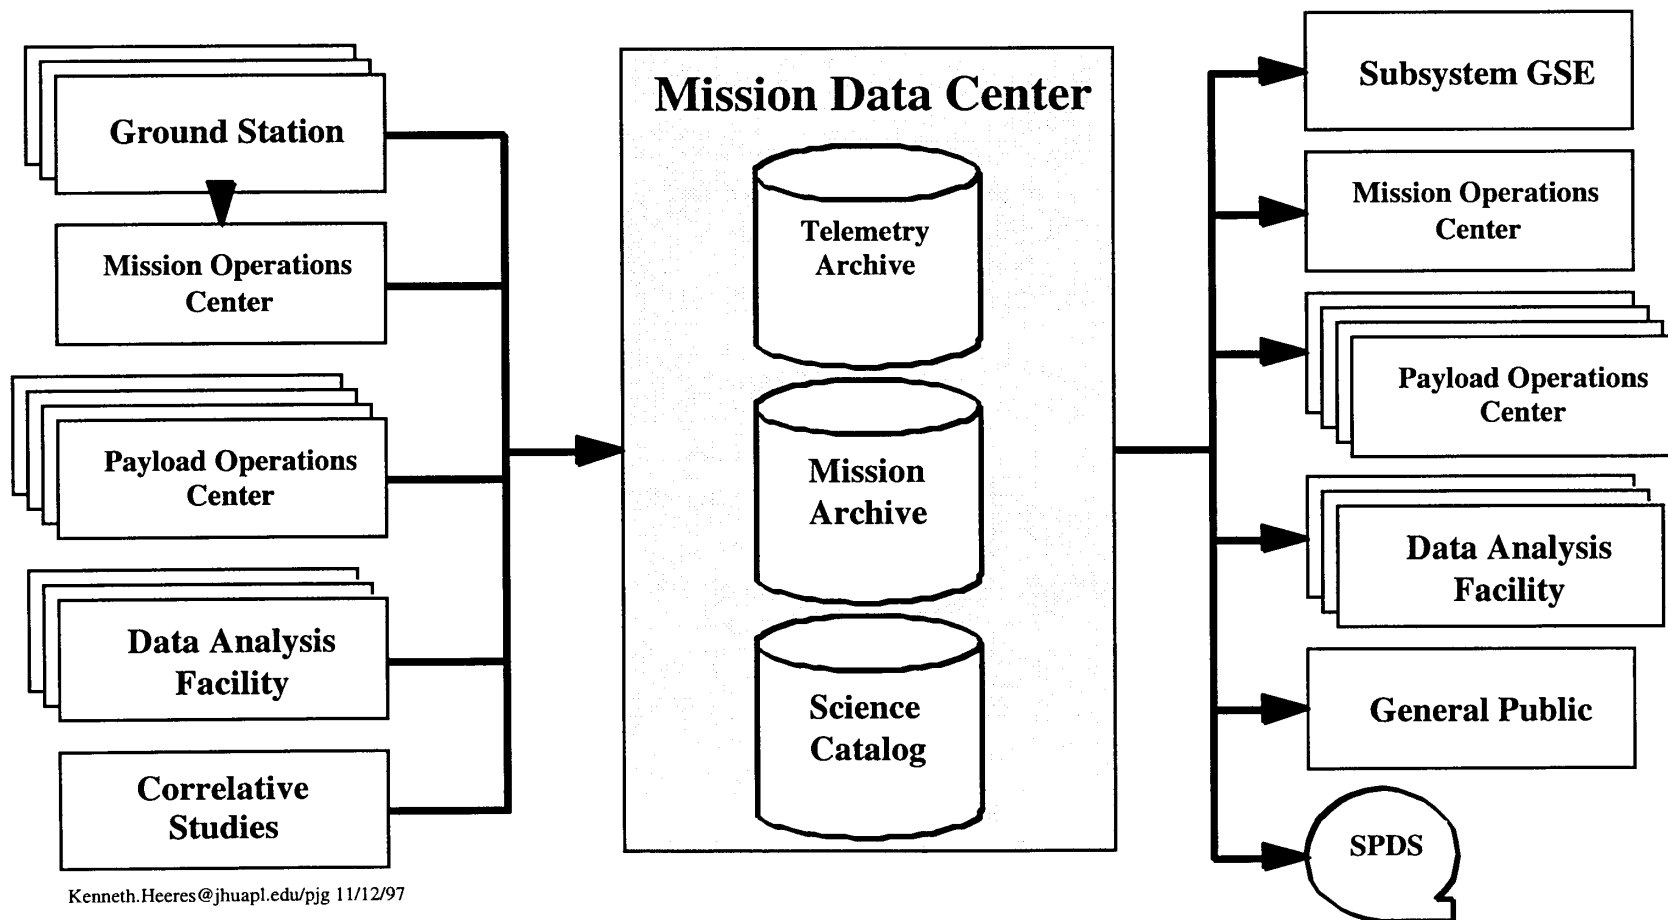 Ground Station
Mission Operations
Center
Payload Operations
Center
Data Analysis
Facility
Correlative
Studies
Mission Data Center
Telemetry
Archive
Mission
Archive
Science
Catalog
Subsystem GSE
Mission Operations
Center
Payload Operations
Center
Data Analysis
Facility
General Public
SPDS
Kenneth.Heeres@jhuapl.edu/pjg 11/12/97